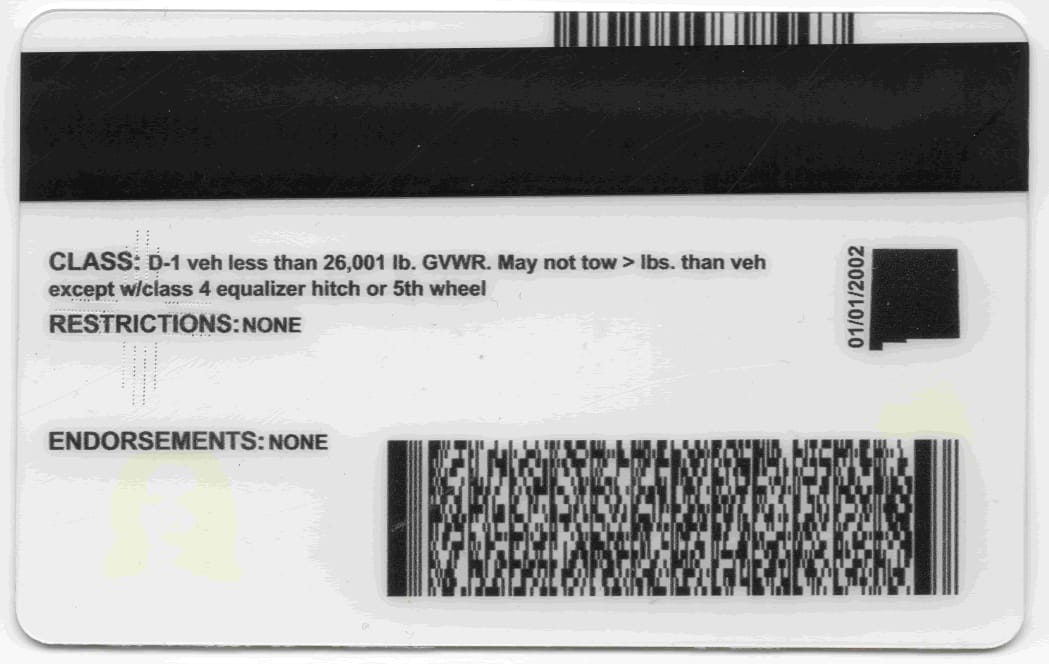 CLASS: D-1 veh less than 26,001 lb. GVWR. May not tow > lbs. than veh
except w/class 4 equalizer hitch or 5th wheel
RESTRICTIONS: NONE
01/01/2002
ENDORSEMENTS: NONE